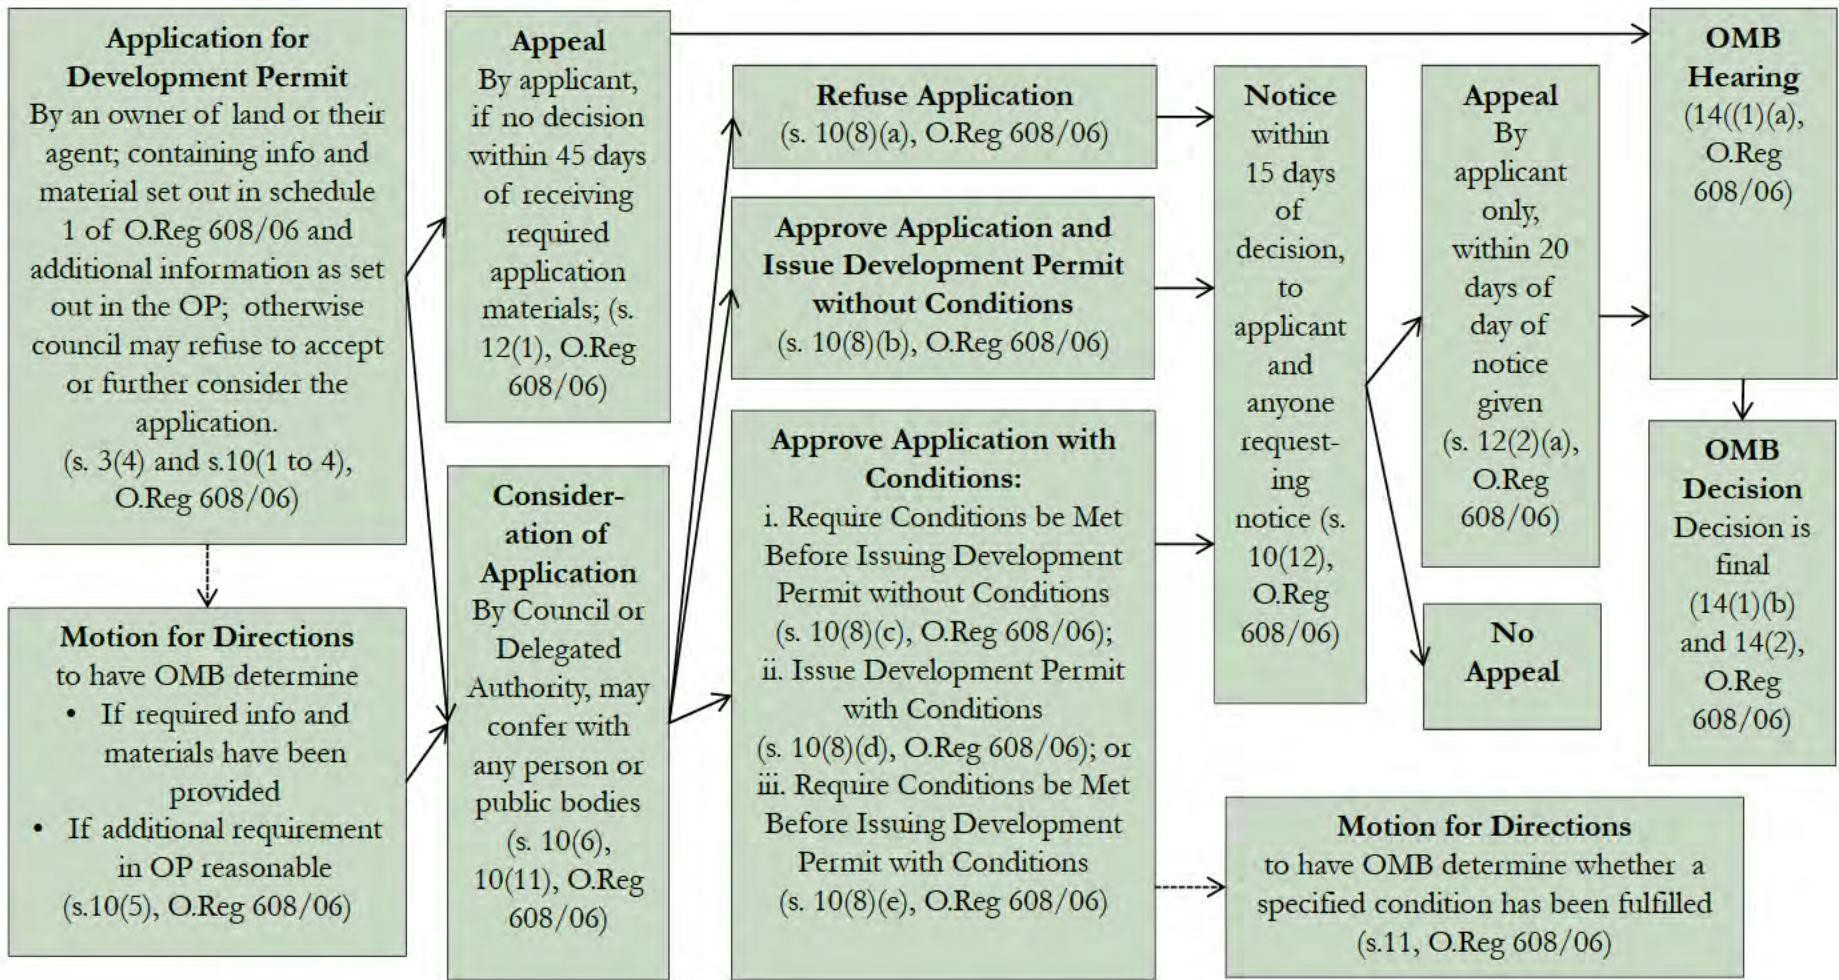 Application for
Development Permit
By an owner of land or their
agent; containing info and
material set out in schedule
1 of O.Reg 608/06 and
additional information as set
out in the OP; otherwise
council may refuse to accept
or further consider the
application.
(s. 3(4) and s.10(1 to 4),
O.Reg 608/06)
Motion for Directions
to have OMB determine
• If required info and
materials have been
provided
• If additional requirement
in OP reasonable
(s.10(5), O.Reg 608/06)
Appeal
By applicant,
if no decision
within 45 days
of receiving
required
application
materials; (s.
12(1), O.Reg
608/06)
Consider-
ation of
Application
By Council or
Delegated
Authority, may
confer with
any person or
public bodies
(s. 10(6),
10(11), O.Reg
608/06)
Refuse Application
(s. 10(8)(a), O.Reg 608/06)
Approve Application and
Issue Development Permit
without Conditions
(s. 10(8)(b), O.Reg 608/06)
Approve Application with
Conditions:
i. Require Conditions be Met
Before Issuing Development
Permit without Conditions
(s. 10(8)(c), O.Reg 608/06);
ii. Issue Development Permit
with Conditions
(s. 10(8)(d), O.Reg 608/06); or
iii. Require Conditions be Met
Before Issuing Development
Permit with Conditions
(s. 10(8)(e), O.Reg 608/06)
Notice
within
15 days
of
decision,
to
applicant
and
anyone
request-
ing
notice (s.
10(12),
O.Reg
608/06)
Appeal
By
applicant
only,
within 20
days of
day of
notice
given
(s. 12(2)(a),
O.Reg
608/06)
No
Appeal
OMB
Hearing
(14((1)(a),
O.Reg
608/06)
OMB
Decision
Decision is
final
(14(1)(b)
and 14(2),
O.Reg
608/06)
Motion for Directions
to have OMB determine whether a
specified condition has been fulfilled
(s.11, O.Reg 608/06)